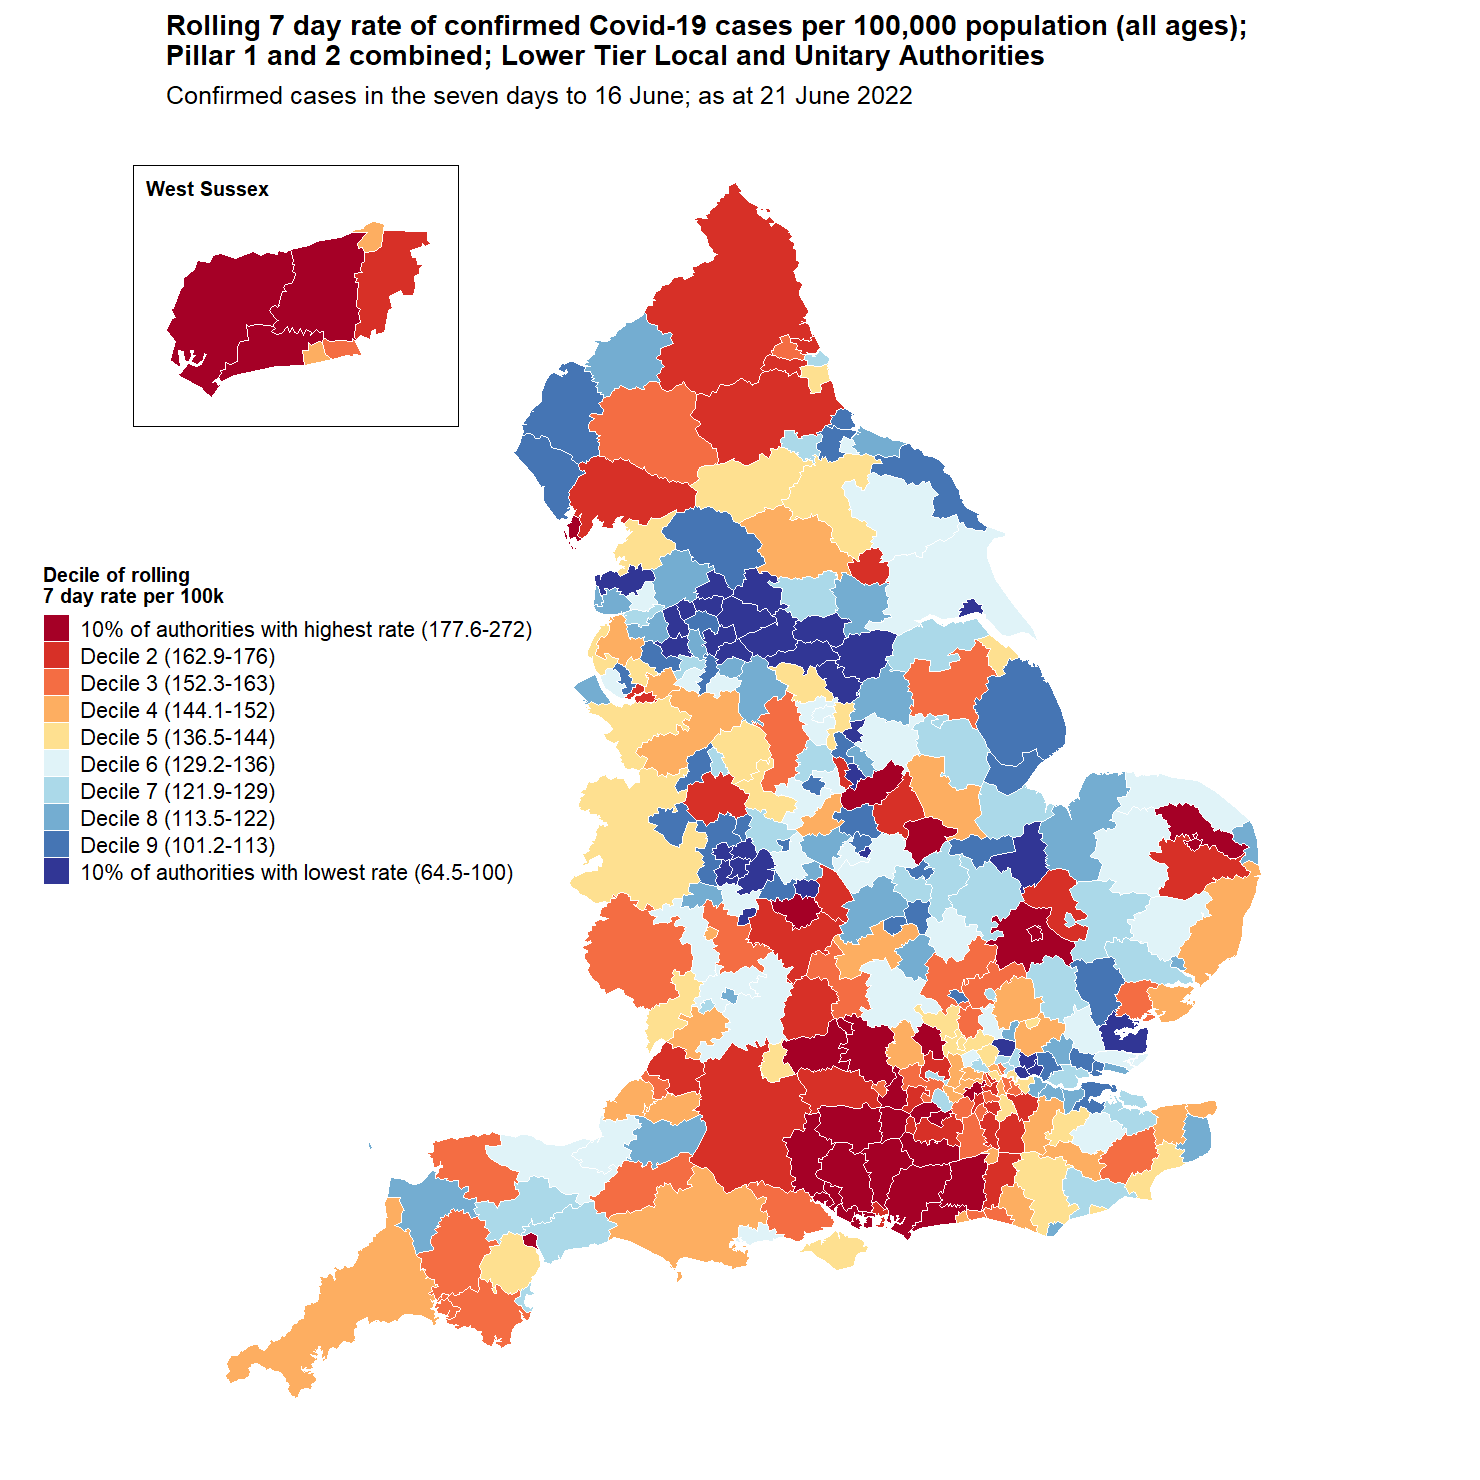 Rolling 7 day rate of confirmed Covid-19 cases per 100,000 population (all ages);
Pillar 1 and 2 combined; Lower Tier Local and Unitary Authorities
Confirmed cases in the seven days to 16 June; as at 21 June 2022
West Sussex
Decile of rolling
7 day rate per 100k
10% of authorities with highest rate (177.6-272)
Decile 2 (162.9-176)
Decile 3 (152.3-163)
Decile 4 (144.1-152)
Decile 5 (136.5-144)
Decile 6 (129.2-136)
Decile 7 (121.9-129)
Decile 8 (113.5-122)
Decile 9 (101.2-113)
10% of authorities with lowest rate (64.5-100)